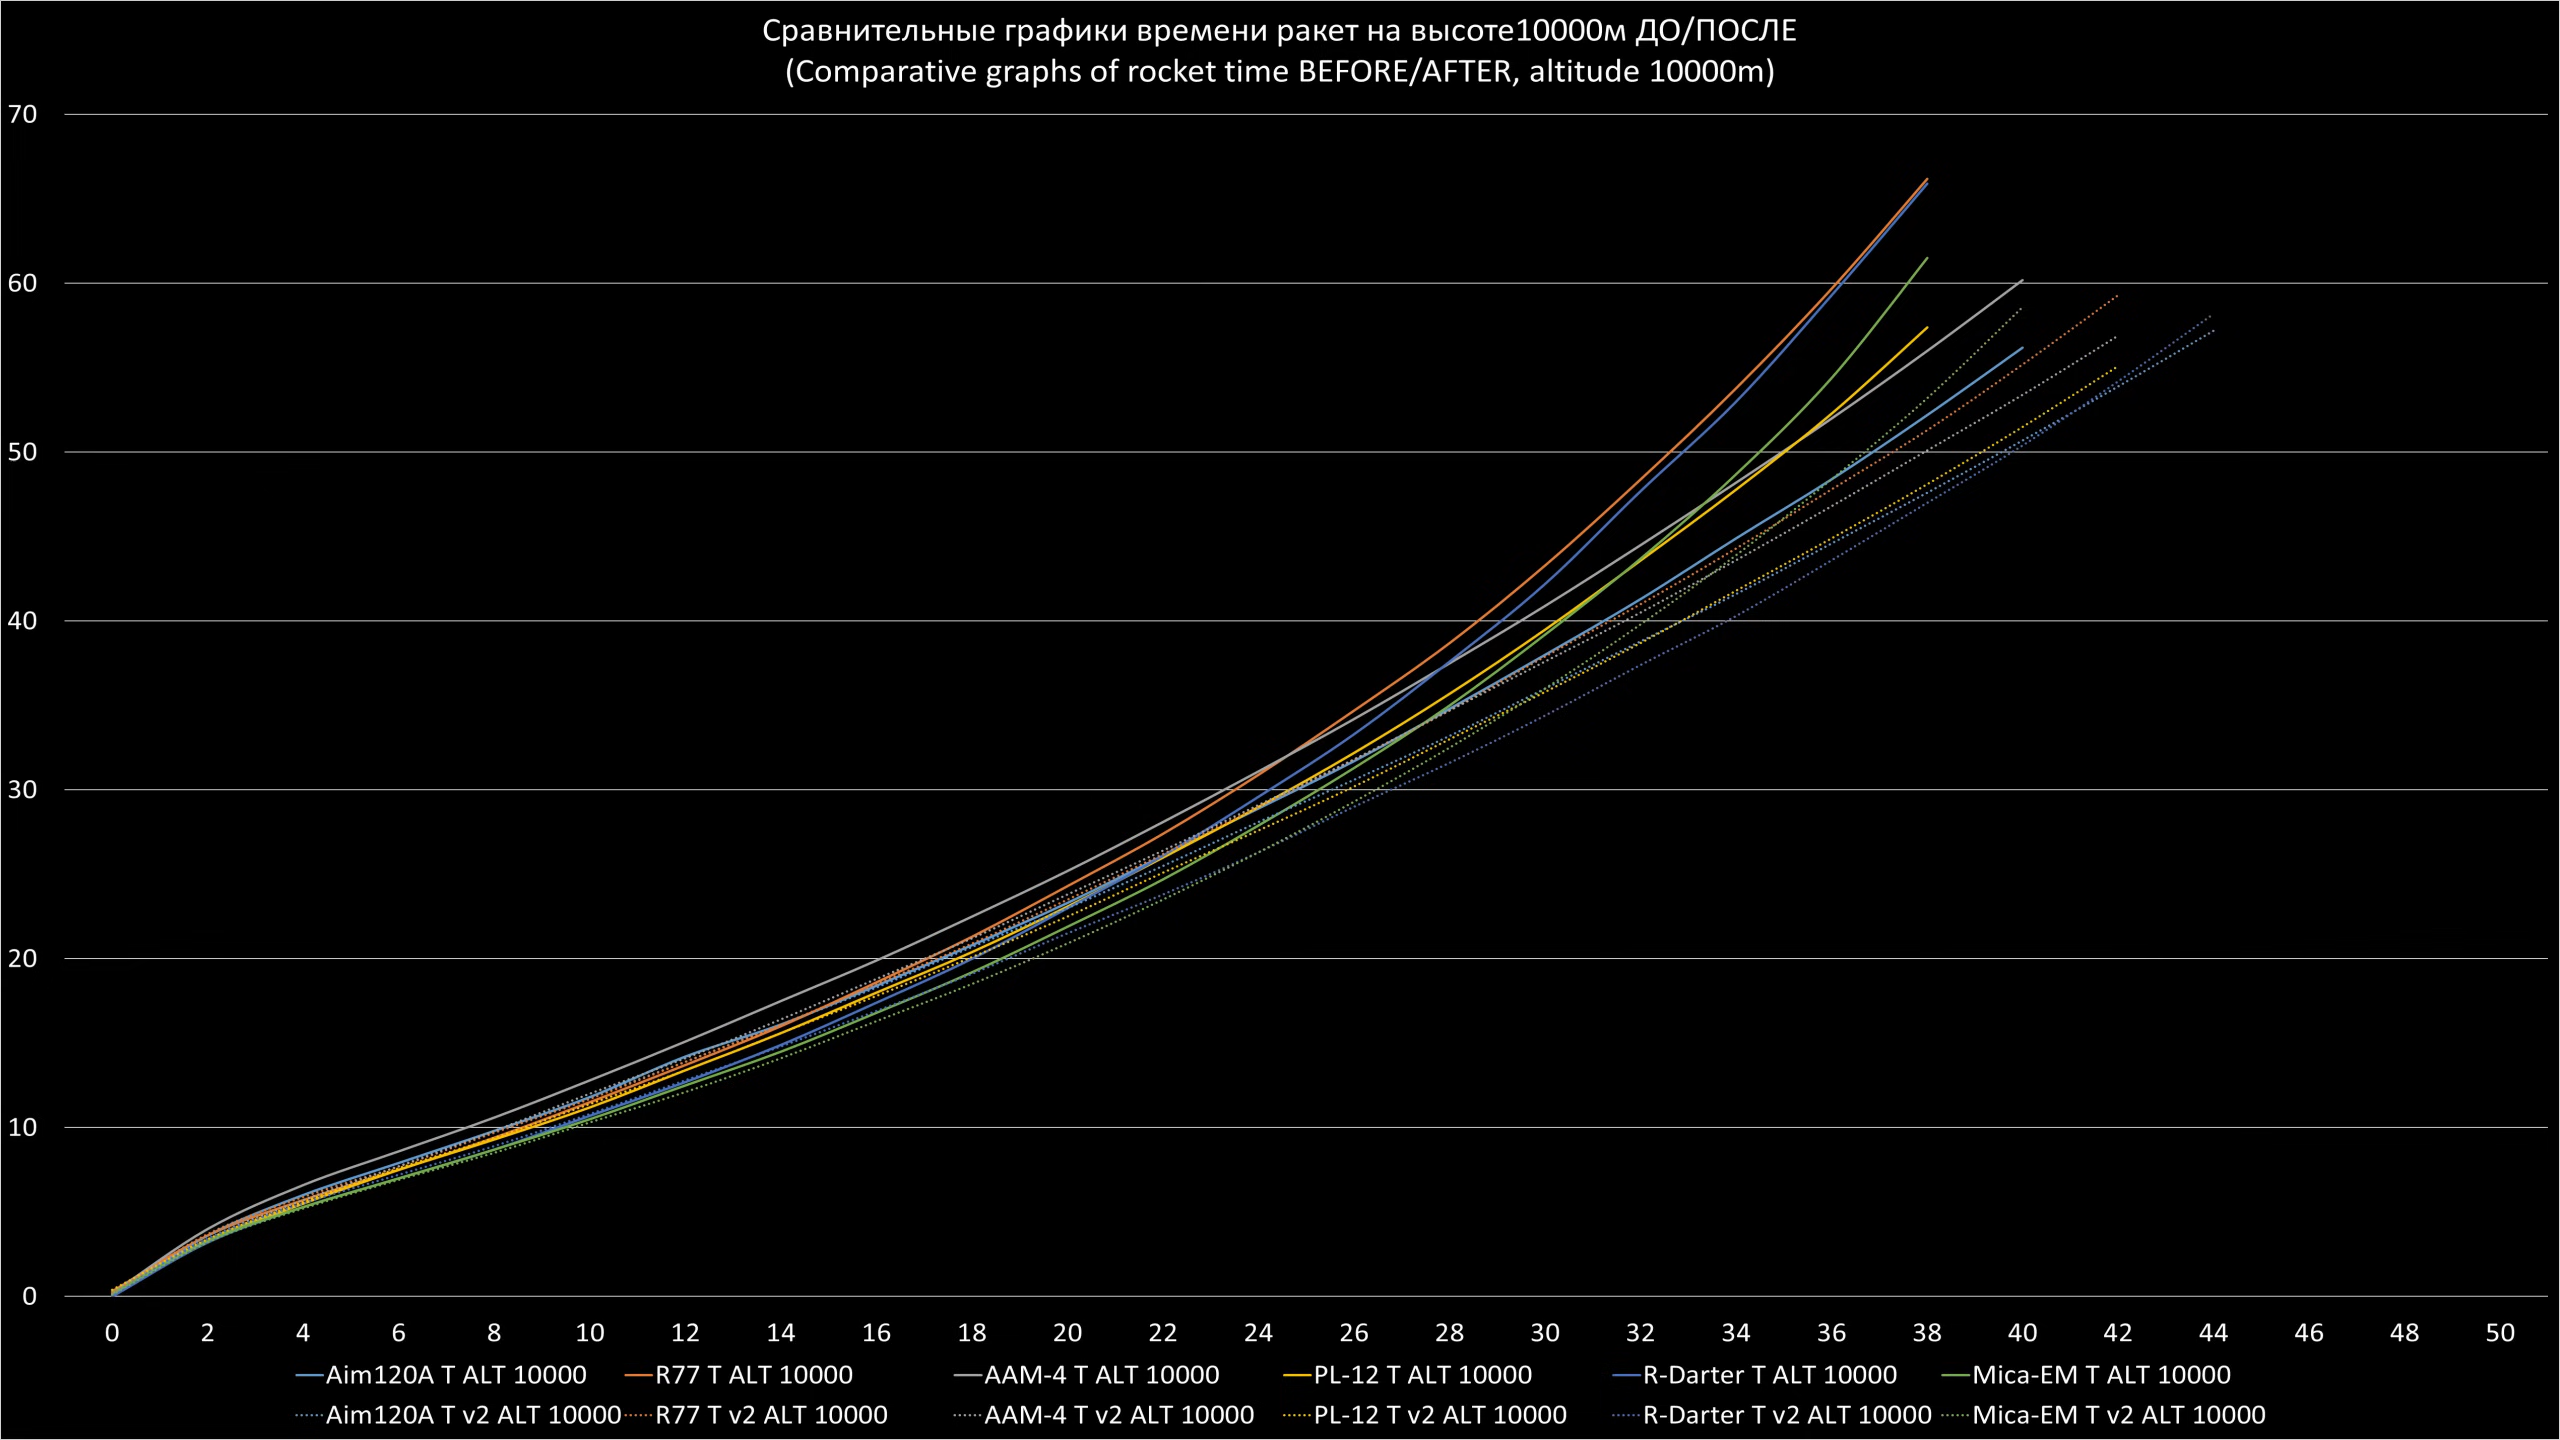 Сравнительные графики времени ракет на высоте10000м ДО/ПОСЛЕ
(Comparative graphs of rocket time BEFORE/AFTER, altitude 10000m)
70
60
50
40
30
20
10
0
0 2 4 6 8 10 12 14 16 18 20 22 24 26 28 30 32 34 36 38 40 42 44 46 48 50
Aim120A T ALT 10000 R77 T ALT 10000 AAM-4 T ALT 10000 PL-12 T ALT 10000 R-Darter T ALT 10000 Mica-EM T ALT 10000
Aim120A T v2 ALT 10000 R77 T v2 ALT 10000 AAM-4 T v2 ALT 10000 PL-12 T v2 ALT 10000 R-Darter T v2 ALT 10000 Mica-EM T v2 ALT 10000